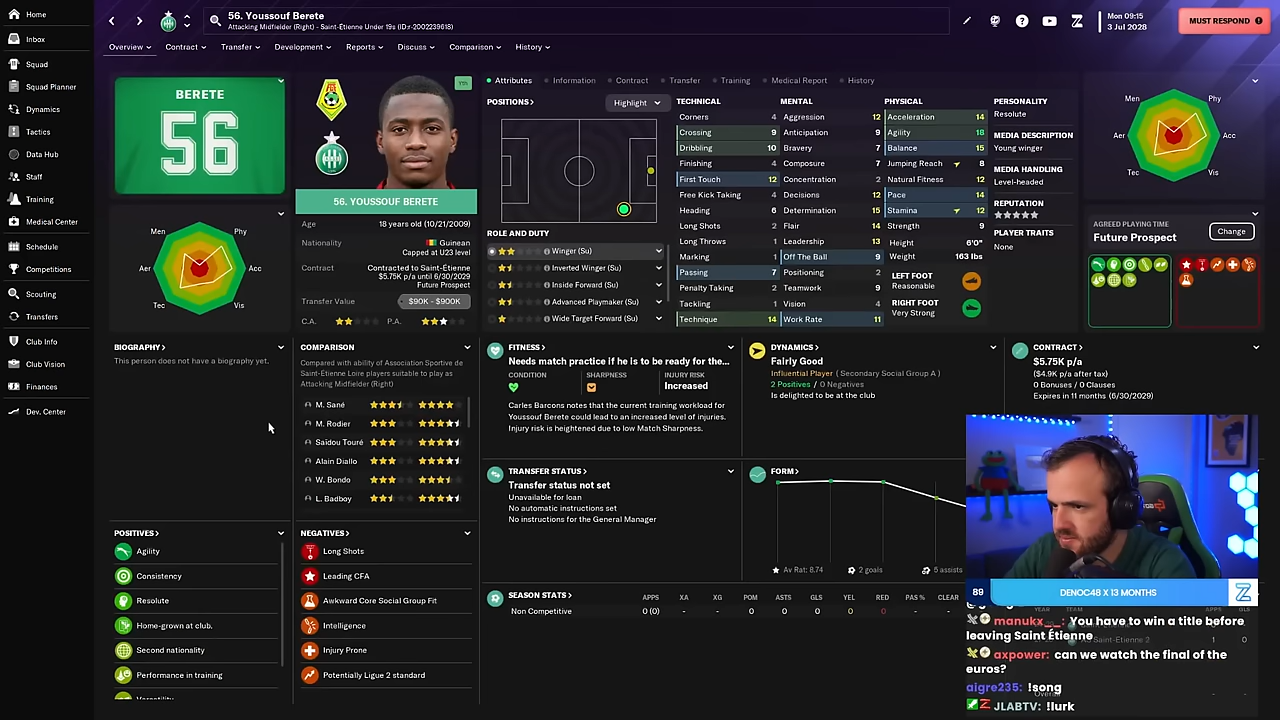 Home
Inbox
Squad
Squad Planner
Dynamics
Tactics
Data Hub
Staff
Training
Medical Center
Schedule
Competitions
Scouting
Transfers
Club Info
Club Vision
Finances
Dev. Center
56. Youssouf Berete
Attacking Midfielder (Right) - Saint-Étienne Under 19s (ID:r-2002239618)
Mon 09:15
3 Jul 2028
MUST RESPOND
Overview
Contract
Transfer
Development
Reports
Discuss
Comparison
History
BERETE
56
Men
Phy
Aer
Acc
Tec
Vis
56. YOUSSOUF BERETE
Age 18 years old (10/21/2009)
Nationality Guinean
Capped at U23 level
Contract Contracted to Saint-Étienne
$5.75K p/a until 6/30/2029
Future Prospect
Transfer Value $90K - $900K
C.A. P.A.
Attributes
Information
Contract
Transfer
Training
Medical Report
History
POSITIONS
Highlight
ROLE AND DUTY
Winger (Su)
Inverted Winger (Su)
Inside Forward (Su)
Advanced Playmaker (Su)
Wide Target Forward (Su)
TECHNICAL
Corners 4
Crossing 9
Dribbling 10
Finishing 4
First Touch 12
Free Kick Taking 4
Heading 6
Long Shots 2
Long Throws 1
Marking 1
Passing 7
Penalty Taking 2
Tackling 1
Technique 14
MENTAL
Aggression 12
Anticipation 9
Bravery 7
Composure 7
Concentration 2
Decisions 12
Determination 15
Flair 14
Leadership 13
Off The Ball 9
Positioning 2
Teamwork 9
Vision 4
Work Rate 11
PHYSICAL
Acceleration 14
Agility 18
Balance 15
Jumping Reach 8
Natural Fitness 12
Pace 14
Stamina 12
Strength 9
Height 6'0"
Weight 163 lbs
LEFT FOOT
Reasonable
RIGHT FOOT
Very Strong
PERSONALITY
Resolute
MEDIA DESCRIPTION
Young winger
MEDIA HANDLING
Level-headed
REPUTATION
PLAYER TRAITS
None
Men
Phy
Aer
Acc
Tec
Vis
AGREED PLAYING TIME
Future Prospect
Change
BIOGRAPHY
This person does not have a biography yet.
COMPARISON
Compared with ability of Association Sportive de
Saint-Etienne Loire players suitable to play as
Attacking Midfielder (Right)
M. Sané
M. Rodier
Saïdou Touré
Alain Diallo
W. Bondo
L. Badboy
FITNESS
Needs match practice if he is to be ready for the...
CONDITION
SHARPNESS
INJURY RISK
Increased
Carles Barcons notes that the current training workload for
Youssouf Berete could lead to an increased level of injuries.
Injury risk is heightened due to low Match Sharpness.
DYNAMICS
Fairly Good
Influential Player ( Secondary Social Group A )
2 Positives / 0 Negatives
Is delighted to be at the club
CONTRACT
$5.75K p/a
($4.9K p/a after tax)
0 Bonuses / 0 Clauses
Expires in 11 months (6/30/2029)
TRANSFER STATUS
Transfer status not set
Unavailable for loan
No automatic instructions set
No instructions for the General Manager
FORM
Av Rat: 8.74
2 goals
5 assists
POSITIVES
Agility
Consistency
Resolute
Home-grown at club,
Second nationality
Performance in training
Versatility
NEGATIVES
Long Shots
Leading CFA
Awkward Core Social Group Fit
Intelligence
Injury Prone
Potentially Ligue 2 standard
SEASON STATS
APPS XA XG POM ASTS GLS YEL RED PAS % CLEAR
Non Competitive 0 (0) - - 0 0 0 0 0 - -
89 DENOC48 X 13 MONTHS
manukx__: You have to win a title before
leaving Saint Étienne
axpower: can we watch the final of the
euros?
aigre235: !song
JLABTV: !lurk